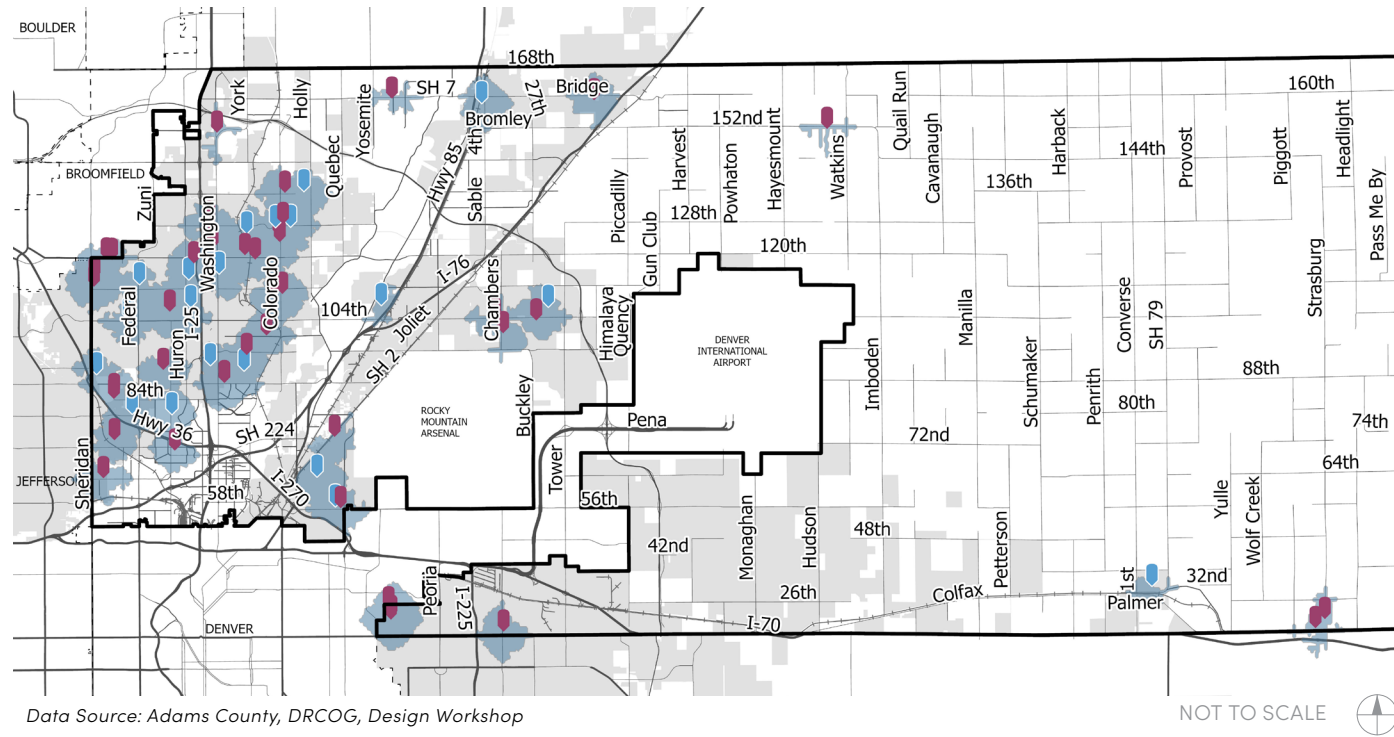 BOULDER
168th
York
Holly
Yosemite
SH 7
27th
Bridge
160th
Bromley
152nd
Quail Run
Headlight
Harback
4th
Hwy 85
Quebec
BROOMFIELD
Zuni
Sable
Harvest
Powhaton
Hayesmount
Watkins
Cavanaugh
144th
Provost
Piggott
136th
Piccadilly
128th
Pass Me By
Washington
Gun Club
120th
Strasburg
I-76
Colorado
Federal
I-25
104th
Joliet
SH 2
Chambers
Himalaya
Quency
DENVER
INTERNATIONAL
AIRPORT
Manilla
Converse
SH 79
Huron
Imboden
Schumaker
Penrith
88th
84th
Hwy 36
SH 224
ROCKY
MOUNTAIN
ARSENAL
Buckley
Pena
80th
72nd
74th
Sheridan
JEFFERSO
I-270
58th
Tower
56th
64th
Yulle
Wolf Creek
42nd
Monaghan
Hudson
48th
Petterson
Peoria
I-225
26th
Colfax
1st
32nd
Palmer
DENVER
I-70
Data Source: Adams County, DRCOG, Design Workshop
NOT TO SCALE